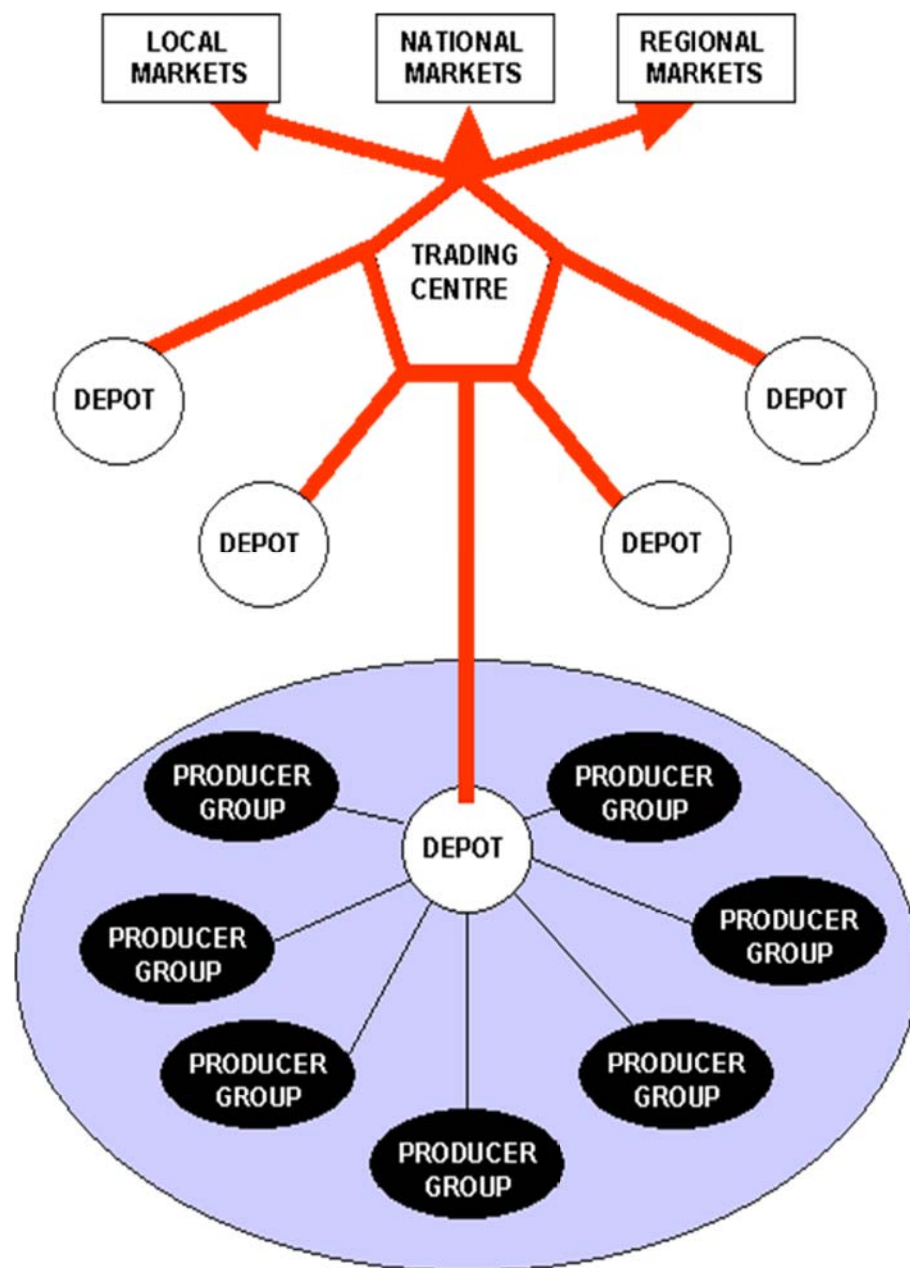 LOCAL
MARKETS
NATIONAL
MARKETS
REGIONAL
MARKETS
TRADING
CENTRE
DEPOT
DEPOT
DEPOT
DEPOT
PRODUCER
GROUP
PRODUCER
GROUP
DEPOT
PRODUCER
GROUP
PRODUCER
GROUP
PRODUCER
GROUP
PRODUCER
GROUP
PRODUCER
GROUP